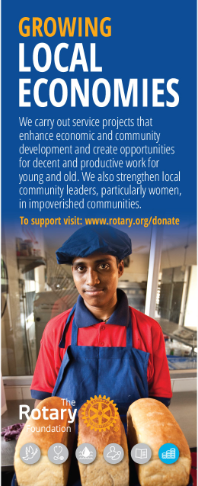 GROWING
LOCAL
ECONOMIES
We carry out service projects that
enhance economic and community
development and create opportunities
for decent and productive work for
young and old. We also strengthen local
community leaders, particularly women,
in impoverished communities.
To support visit: www.rotary.org/donate
The
Rotary
Foundation